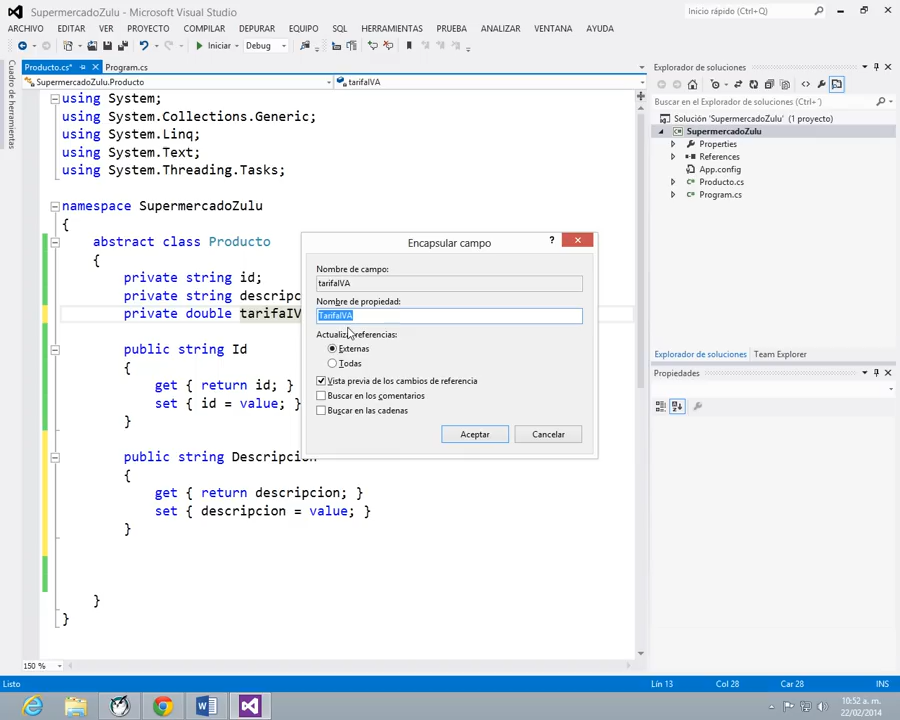 SupermercadoZulu - Microsoft Visual Studio
Inicio rápido (Ctrl+Q)
ARCHIVO EDITAR VER PROYECTO COMPILAR DEPURAR EQUIPO SQL HERRAMIENTAS PRUEBA ANALIZAR VENTANA AYUDA
Iniciar Debug
Cuadro de herramientas
Producto.cs* Program.cs
SupermercadoZulu.Producto tarifaIVA
using System;
using System.Collections.Generic;
using System.Linq;
using System.Text;
using System.Threading.Tasks;
namespace SupermercadoZulu
{
abstract class Producto
{
private string id;
private string descripc
private double tarifaIV
public string Id
{
get { return id; }
set { id = value; }
}
public string Descripcion
{
get { return descripcion; }
set { descripcion = value; }
}
}
}
Encapsular campo
?
Nombre de campo:
tarifaIVA
Nombre de propiedad:
TarifaIVA
Actualiza referencias:
Externas
Todas
Vista previa de los cambios de referencia
Buscar en los comentarios
Buscar en las cadenas
Aceptar Cancelar
Explorador de soluciones
Buscar en el Explorador de soluciones (Ctrl+')
Solución 'SupermercadoZulu' (1 proyecto)
SupermercadoZulu
Properties
References
App.config
C# Producto.cs
C# Program.cs
Explorador de soluciones Team Explorer
Propiedades
150 %
Listo Lín 13 Col 28 Car 28 INS
10:52 a. m.
22/02/2014